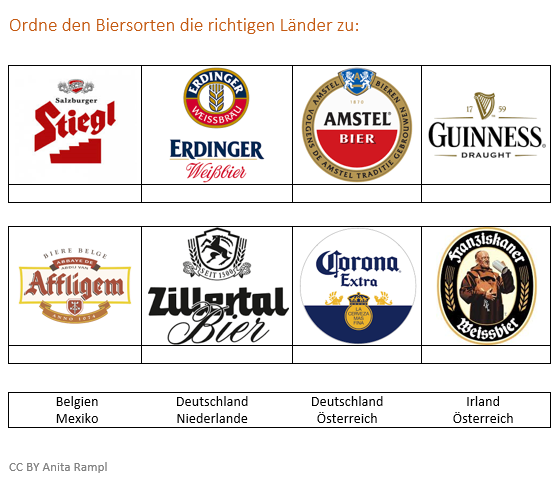 Ordne den Biersorten die richtigen Länder zu:
Salzburger
Stiegl
ERDINGER
WEISSBRÄU
ERDINGER
Weißbier
AMSTEL BIEREN VOLGENS DE AMSTEL TRADITIE GEBROUWEN
1870
AMSTEL
BIER
17 59
GUINNESS
DRAUGHT
BIERE BELGE
ABBAYE DE
ABDIJ VAN
Affligem
ANNO 1074
SEIT 1500
Zillertal
Bier
Corona
Extra
LA
CERVEZA
MAS
FINA
Franziskaner
Weissbier
Belgien Deutschland Deutschland Irland
Mexiko Niederlande Österreich Österreich
CC BY Anita Rampl